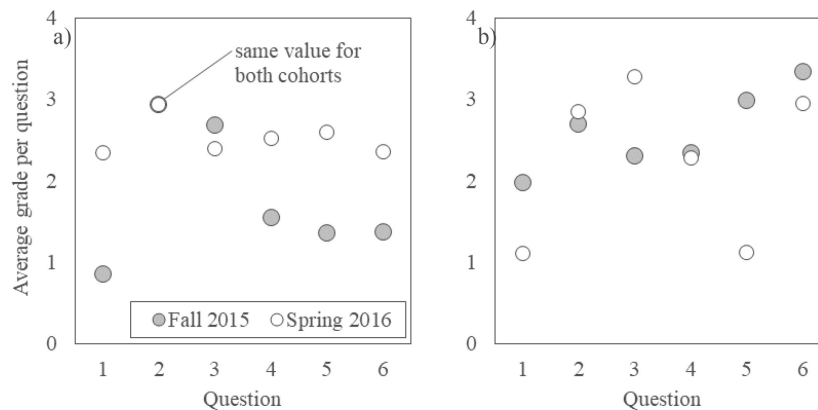 a)
4
3
2
1
0
Average grade per question
same value for
both cohorts
Fall 2015
Spring 2016
1 2 3 4 5 6
Question
b)
4
3
2
1
0
1 2 3 4 5 6
Question